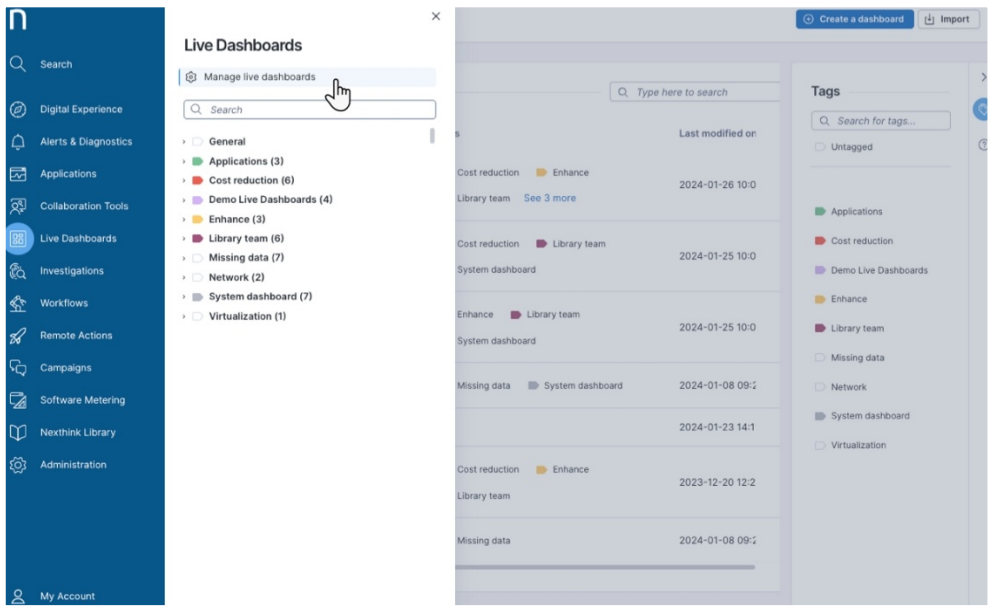 n
Search
Digital Experience
Alerts & Diagnostics
Applications
Collaboration Tools
Live Dashboards
Investigations
Workflows
Remote Actions
Campaigns
Software Metering
Nexthink Library
Administration
My Account
Live Dashboards
Manage live dashboards
Search
General
Applications (3)
Cost reduction (6)
Demo Live Dashboards (4)
Enhance (3)
Library team (6)
Missing data (7)
Network (2)
System dashboard (7)
Virtualization (1)
Create a dashboard Import
Type here to search
s Last modified on
Cost reduction Enhance
Library team See 3 more
2024-01-26 10:0
Cost reduction Library team
System dashboard
2024-01-25 10:0
Enhance Library team
System dashboard
2024-01-25 10:0
Missing data System dashboard 2024-01-08 09:2
2024-01-23 14:1
Cost reduction Enhance
Library team
2023-12-20 12:2
Missing data 2024-01-08 09:2
Tags
Search for tags...
Untagged
Applications
Cost reduction
Demo Live Dashboards
Enhance
Library team
Missing data
Network
System dashboard
Virtualization